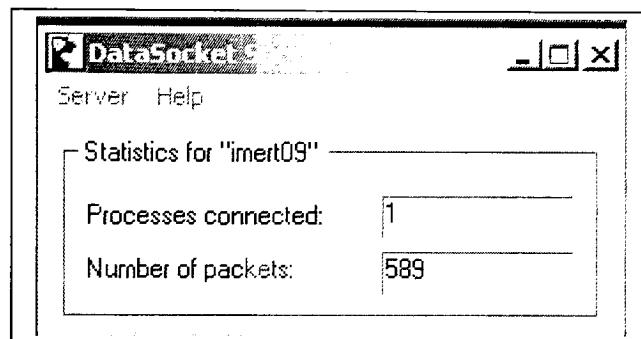 DataSocket
Server Help
Statistics for "imert09"
Processes connected: 1
Number of packets: 589